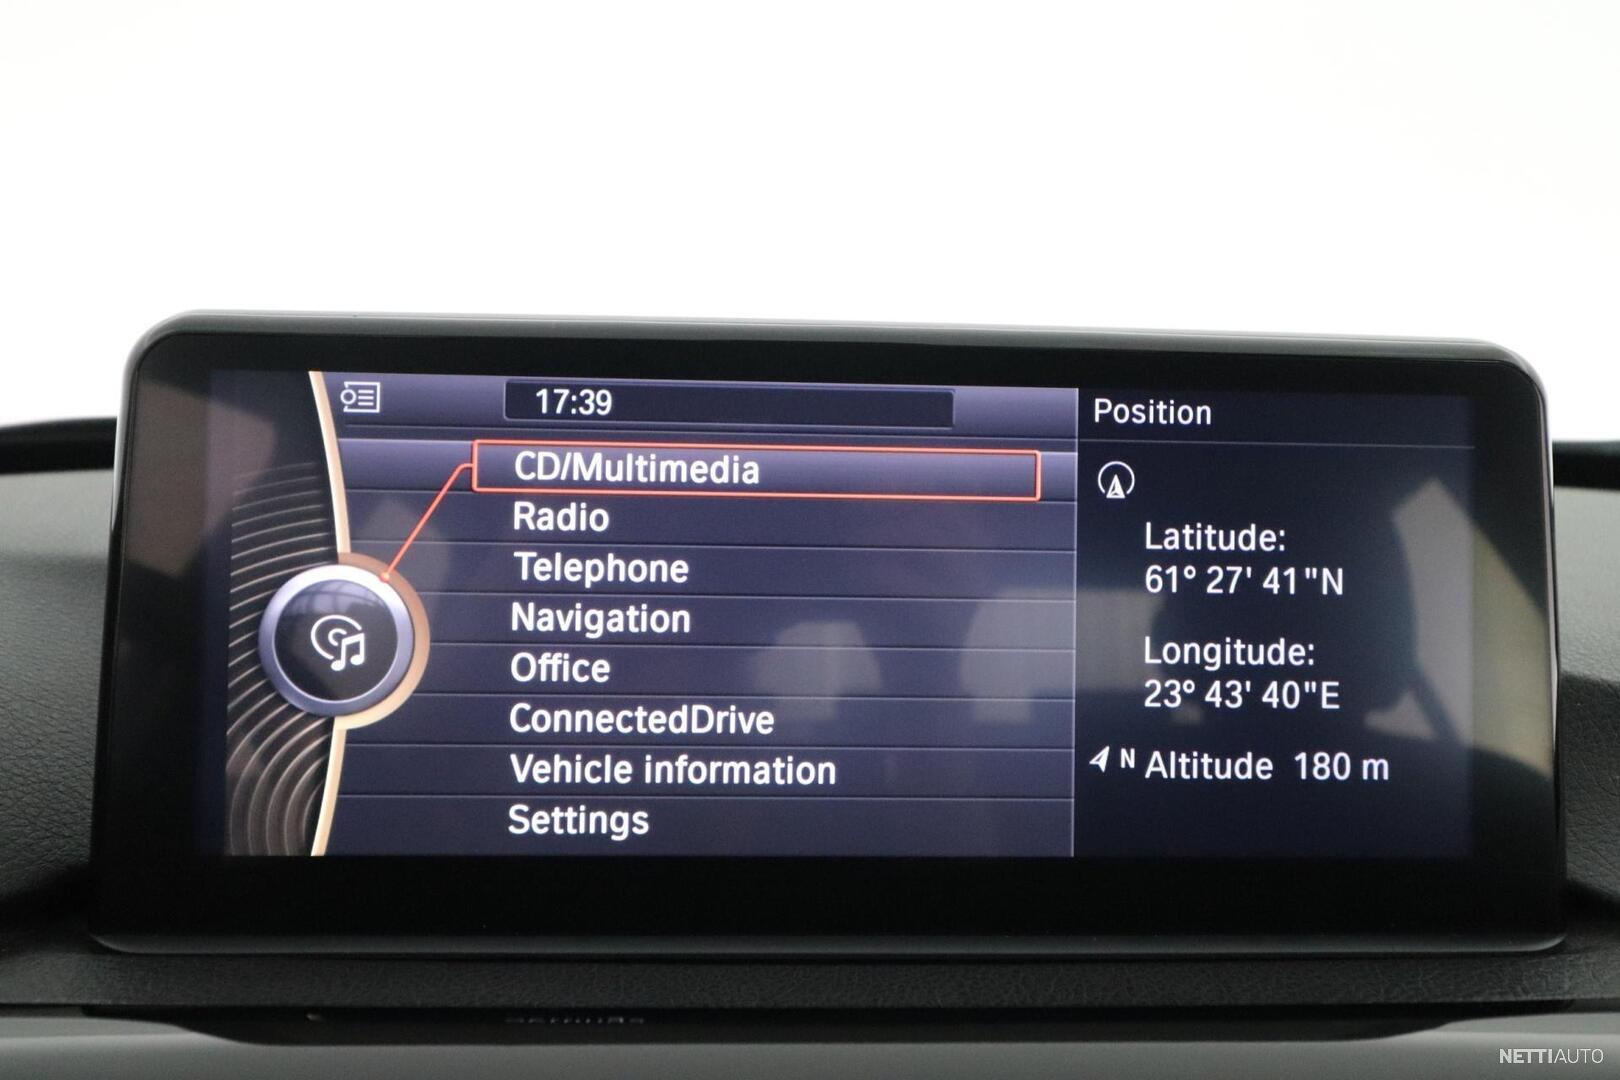 17:39
CD/Multimedia
Radio
Telephone
Navigation
Office
ConnectedDrive
Vehicle information
Settings
Position
Latitude:
61° 27' 41"N
Longitude:
23° 43' 40"E
N Altitude 180 m
NETTIAUTO